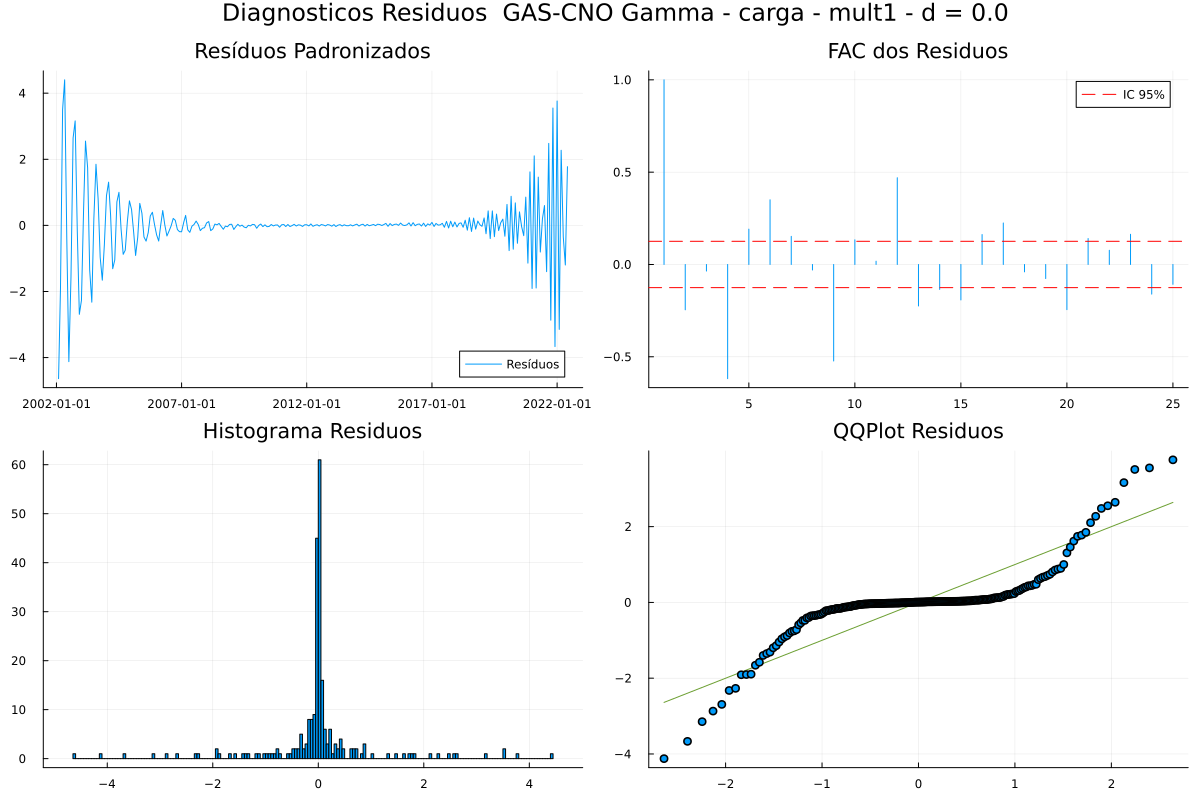 Diagnosticos Residuos  GAS-CNO Gamma - carga - mult1 - d = 0.0
Resíduos Padronizados
4
2
0
−2
−4
Resíduos
2002-01-01 2007-01-01 2012-01-01 2017-01-01 2022-01-01
FAC dos Residuos
1.0
0.5
0.0
−0.5
IC 95%
5 10 15 20 25
Histograma Residuos
60
50
40
30
20
10
0
−4 −2 0 2 4
QQPlot Residuos
2
0
−2
−4
−2 −1 0 1 2